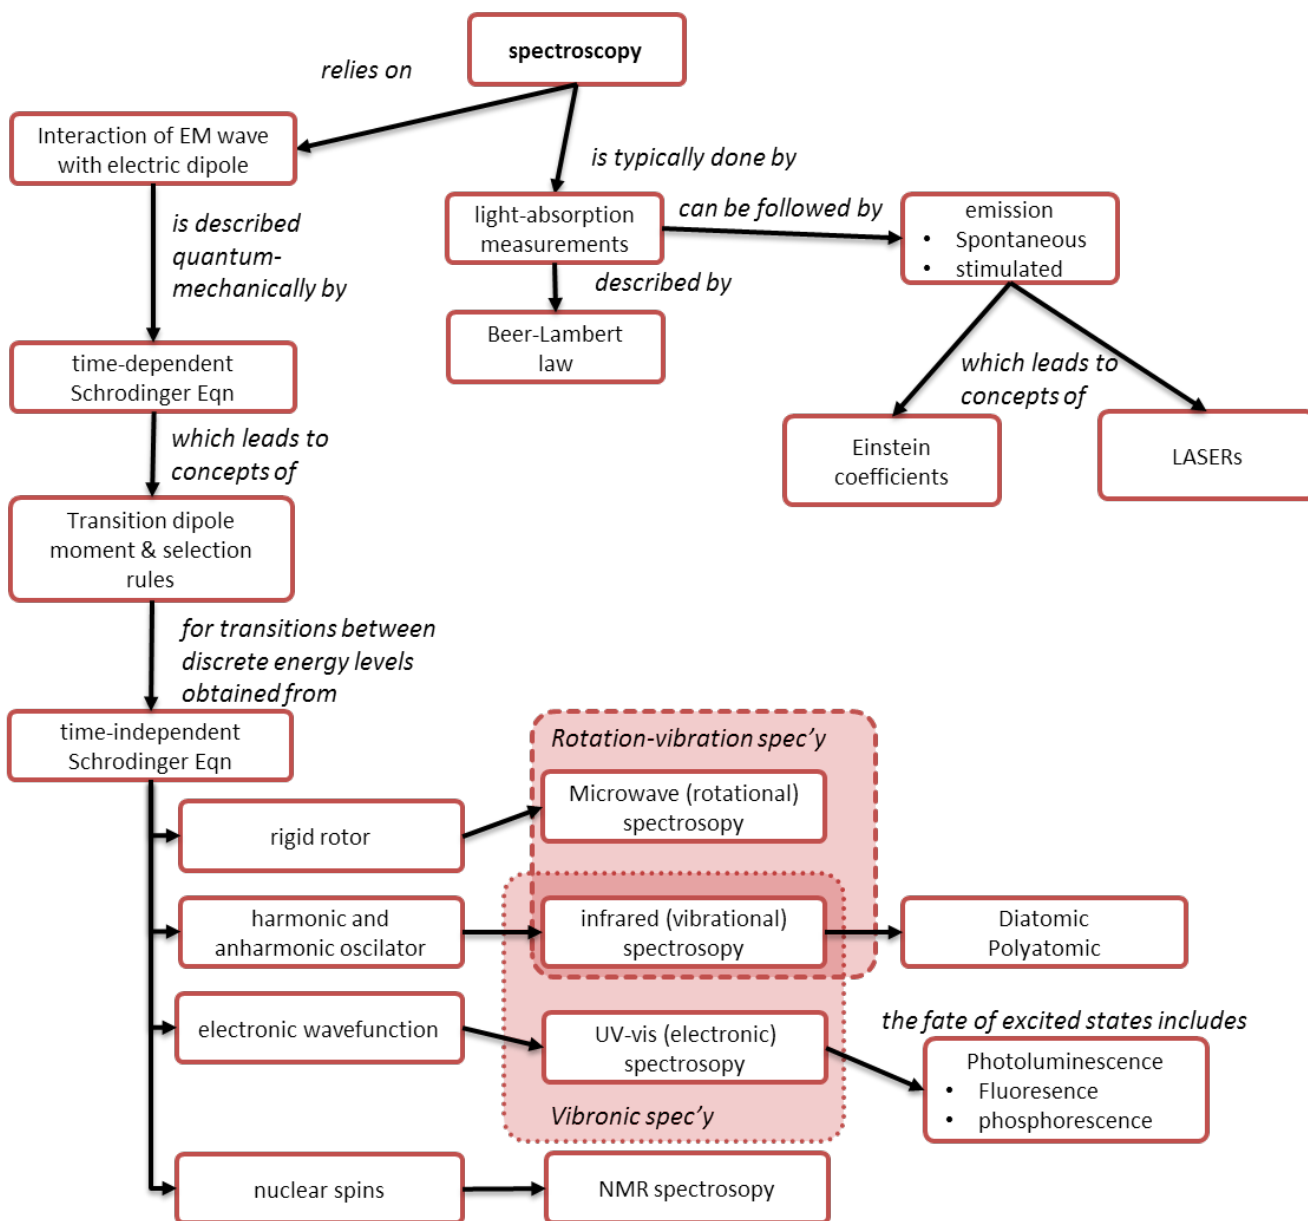 spectroscopy
relies on
Interaction of EM wave
with electric dipole
is typically done by
is described
quantum-
mechanically by
light-absorption
measurements
can be followed by
emission
• Spontaneous
• stimulated
described by
Beer-Lambert
law
time-dependent
Schrodinger Eqn
which leads to
concepts of
Einstein
coefficients
LASERs
which leads to
concepts of
Transition dipole
moment & selection
rules
for transitions between
discrete energy levels
obtained from
time-independent
Schrodinger Eqn
Rotation-vibration spec’y
rigid rotor
Microwave (rotational)
spectrosopy
harmonic and
anharmonic oscilator
infrared (vibrational)
spectrosopy
Diatomic
Polyatomic
electronic wavefunction
UV-vis (electronic)
spectrosopy
the fate of excited states includes
Photoluminescence
• Fluoresence
• phosphorescence
Vibronic spec’y
nuclear spins
NMR spectrosopy